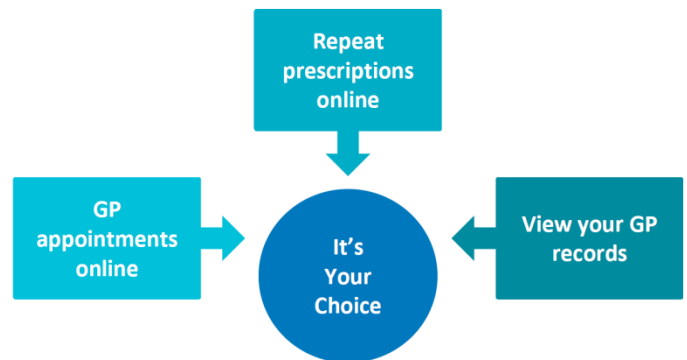 Repeat
prescriptions
online
GP
appointments
online
It’s
Your
Choice
View your GP
records